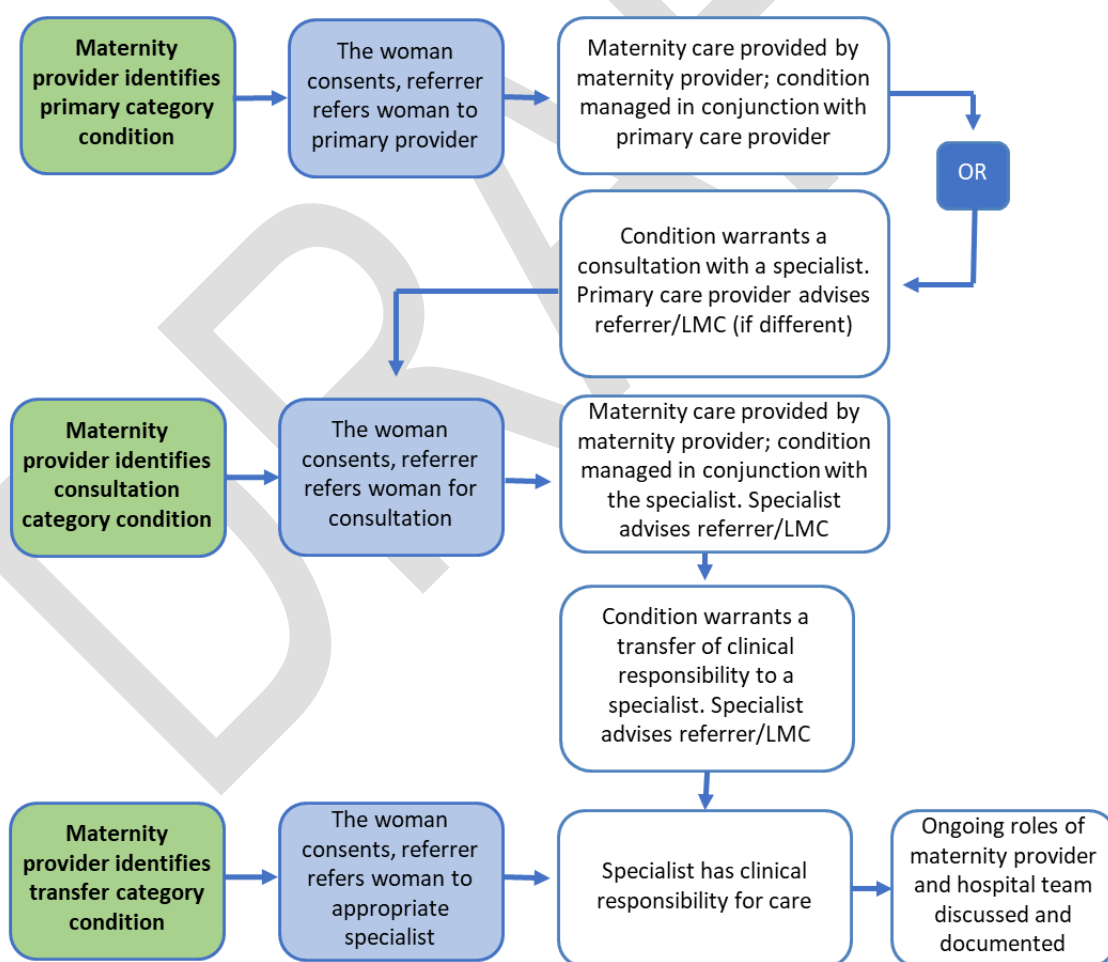 Maternity
provider identifies
primary category
condition
The woman
consents, referrer
refers woman to
primary provider
Maternity care provided by
maternity provider; condition
managed in conjunction with
primary care provider
OR
Condition warrants a
consultation with a specialist.
Primary care provider advises
referrer/LMC (if different)
Maternity
provider identifies
consultation
category condition
The woman
consents, referrer
refers woman for
consultation
Maternity care provided by
maternity provider; condition
managed in conjunction with
the specialist. Specialist
advises referrer/LMC
Condition warrants a
transfer of clinical
responsibility to a
specialist. Specialist
advises referrer/LMC
Maternity
provider identifies
transfer category
condition
The woman
consents, referrer
refers woman to
appropriate
specialist
Specialist has clinical
responsibility for care
Ongoing roles of
maternity provider
and hospital team
discussed and
documented